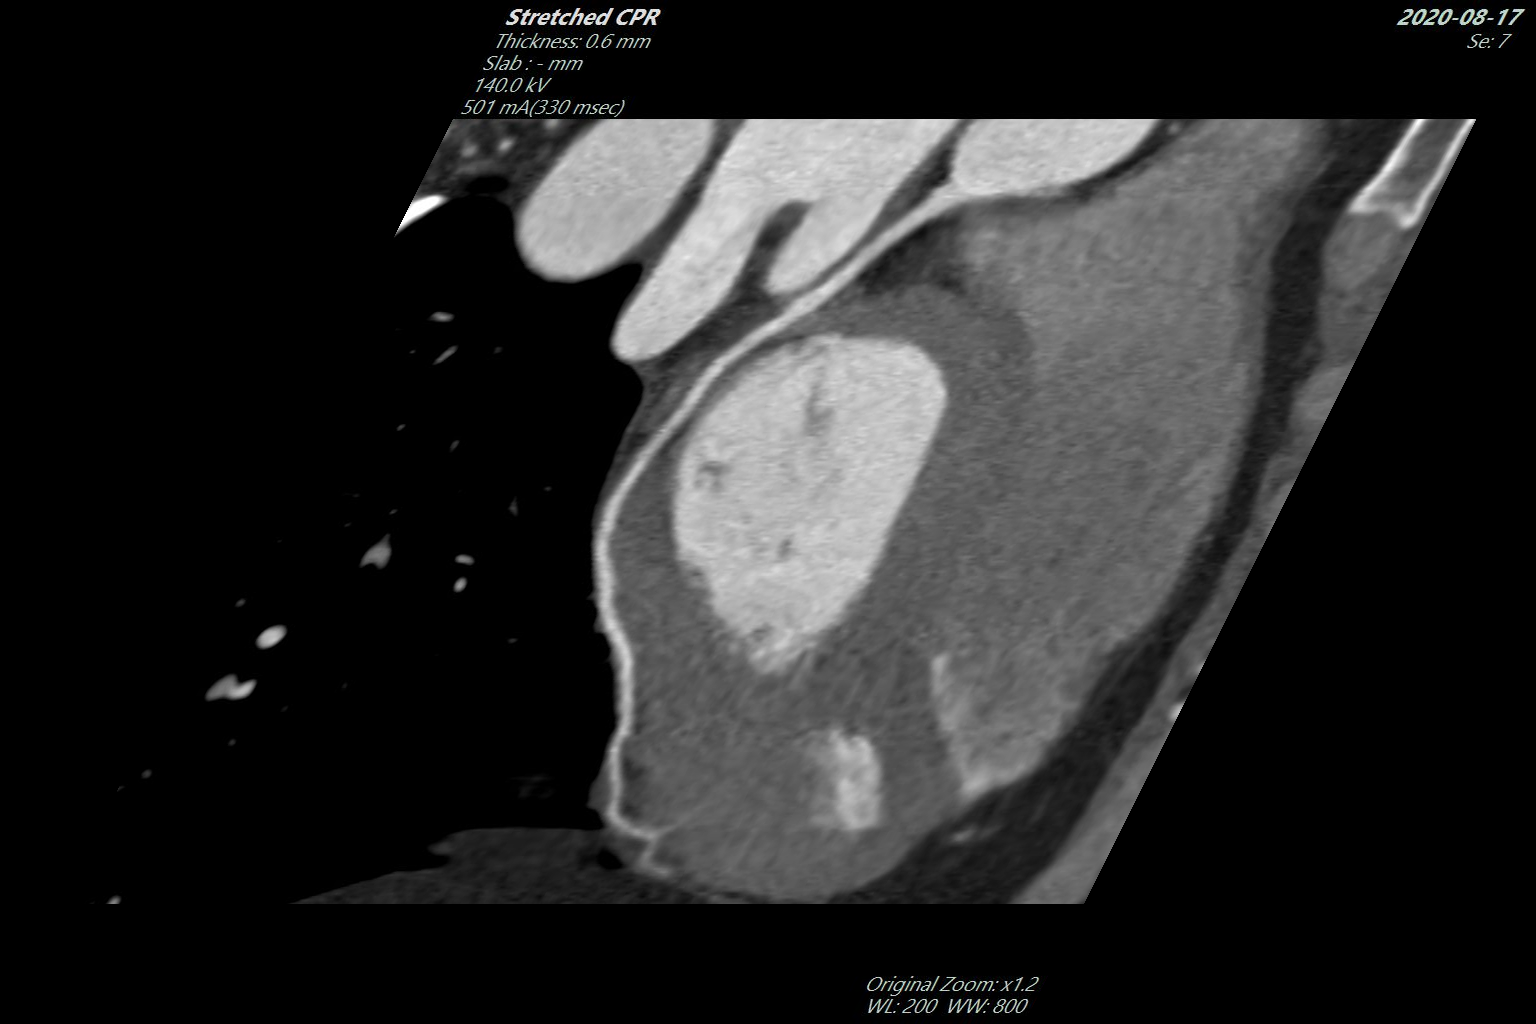 Stretched CPR
Thickness: 0.6 mm
Slab : - mm
140.0 kV
501 mA(330 msec)
2020-08-17
Se: 7
Original Zoom: x1.2
WL: 200 WW: 800